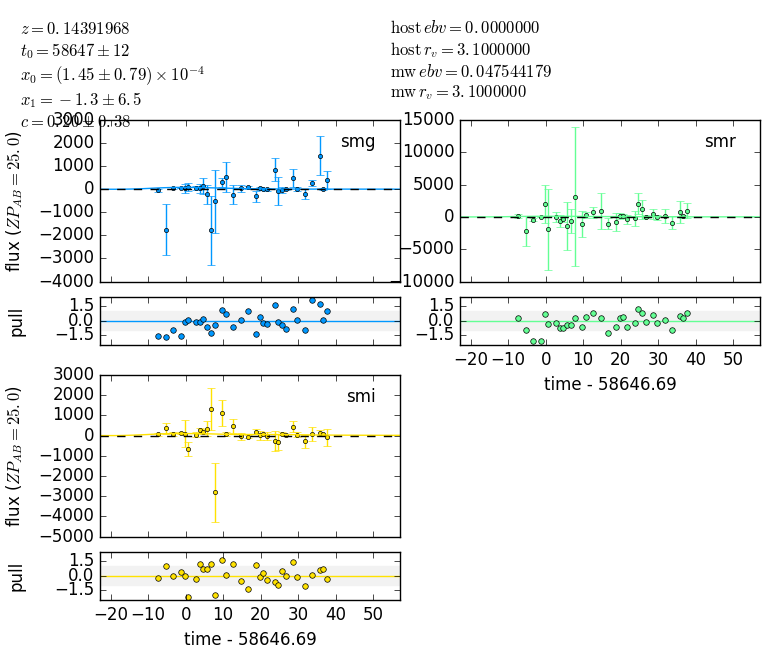 z = 0.14391968
t₀ = 58647 ± 12
x₀ = (1.45 ± 0.79) × 10⁻⁴
x₁ = −1.3 ± 6.5
c = 0.20 ± 0.38
host ebv = 0.0000000
host r_v = 3.1000000
mw ebv = 0.047544179
mw r_v = 3.1000000
flux (ZP_AB = 25.0)
3000
2000
1000
0
−1000
−2000
−3000
−4000
smg
15000
10000
5000
0
−5000
−10000
smr
pull
1.5
0.0
−1.5
1.5
0.0
−1.5
−20 −10 0 10 20 30 40 50
time - 58646.69
flux (ZP_AB = 25.0)
3000
2000
1000
0
−1000
−2000
−3000
−4000
−5000
smi
pull
1.5
0.0
−1.5
−20 −10 0 10 20 30 40 50
time - 58646.69